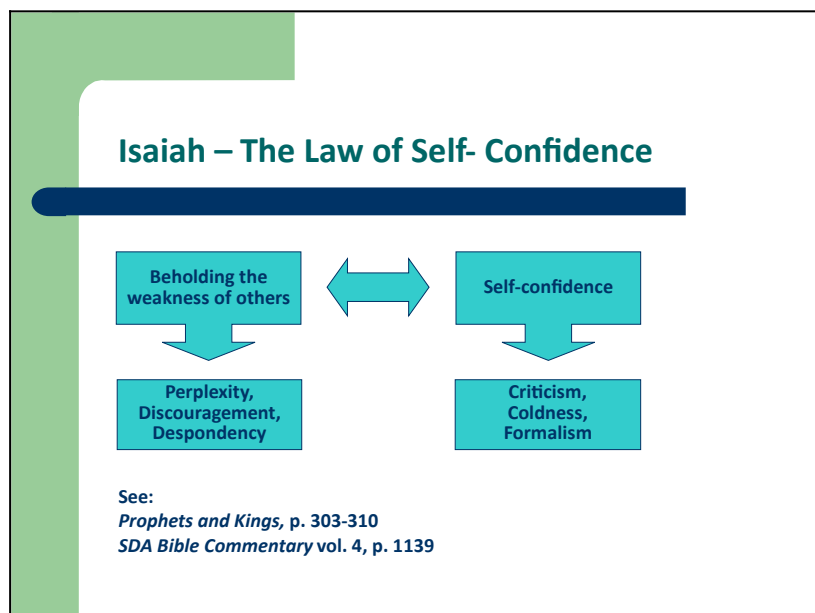 Isaiah – The Law of Self- Confidence
Beholding the
weakness of others
Self-confidence
Perplexity,
Discouragement,
Despondency
Criticism,
Coldness,
Formalism
See:
Prophets and Kings, p. 303-310
SDA Bible Commentary vol. 4, p. 1139